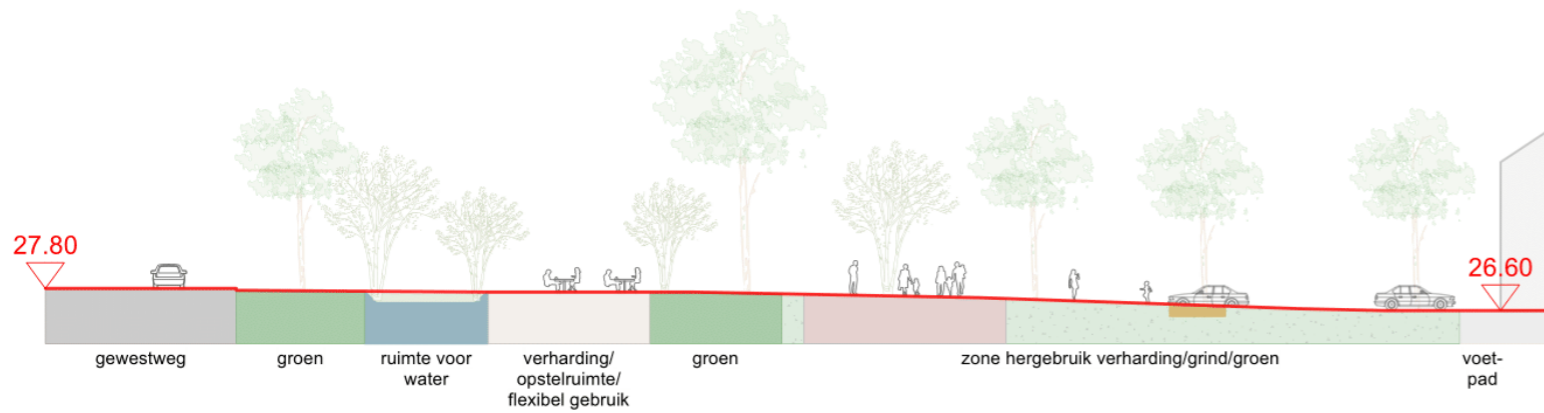 27.80
26.60
gewestweg
groen
ruimte voor
water
verharding/
opstelruimte/
flexibel gebruik
groen
zone hergebruik verharding/grind/groen
voet-
pad